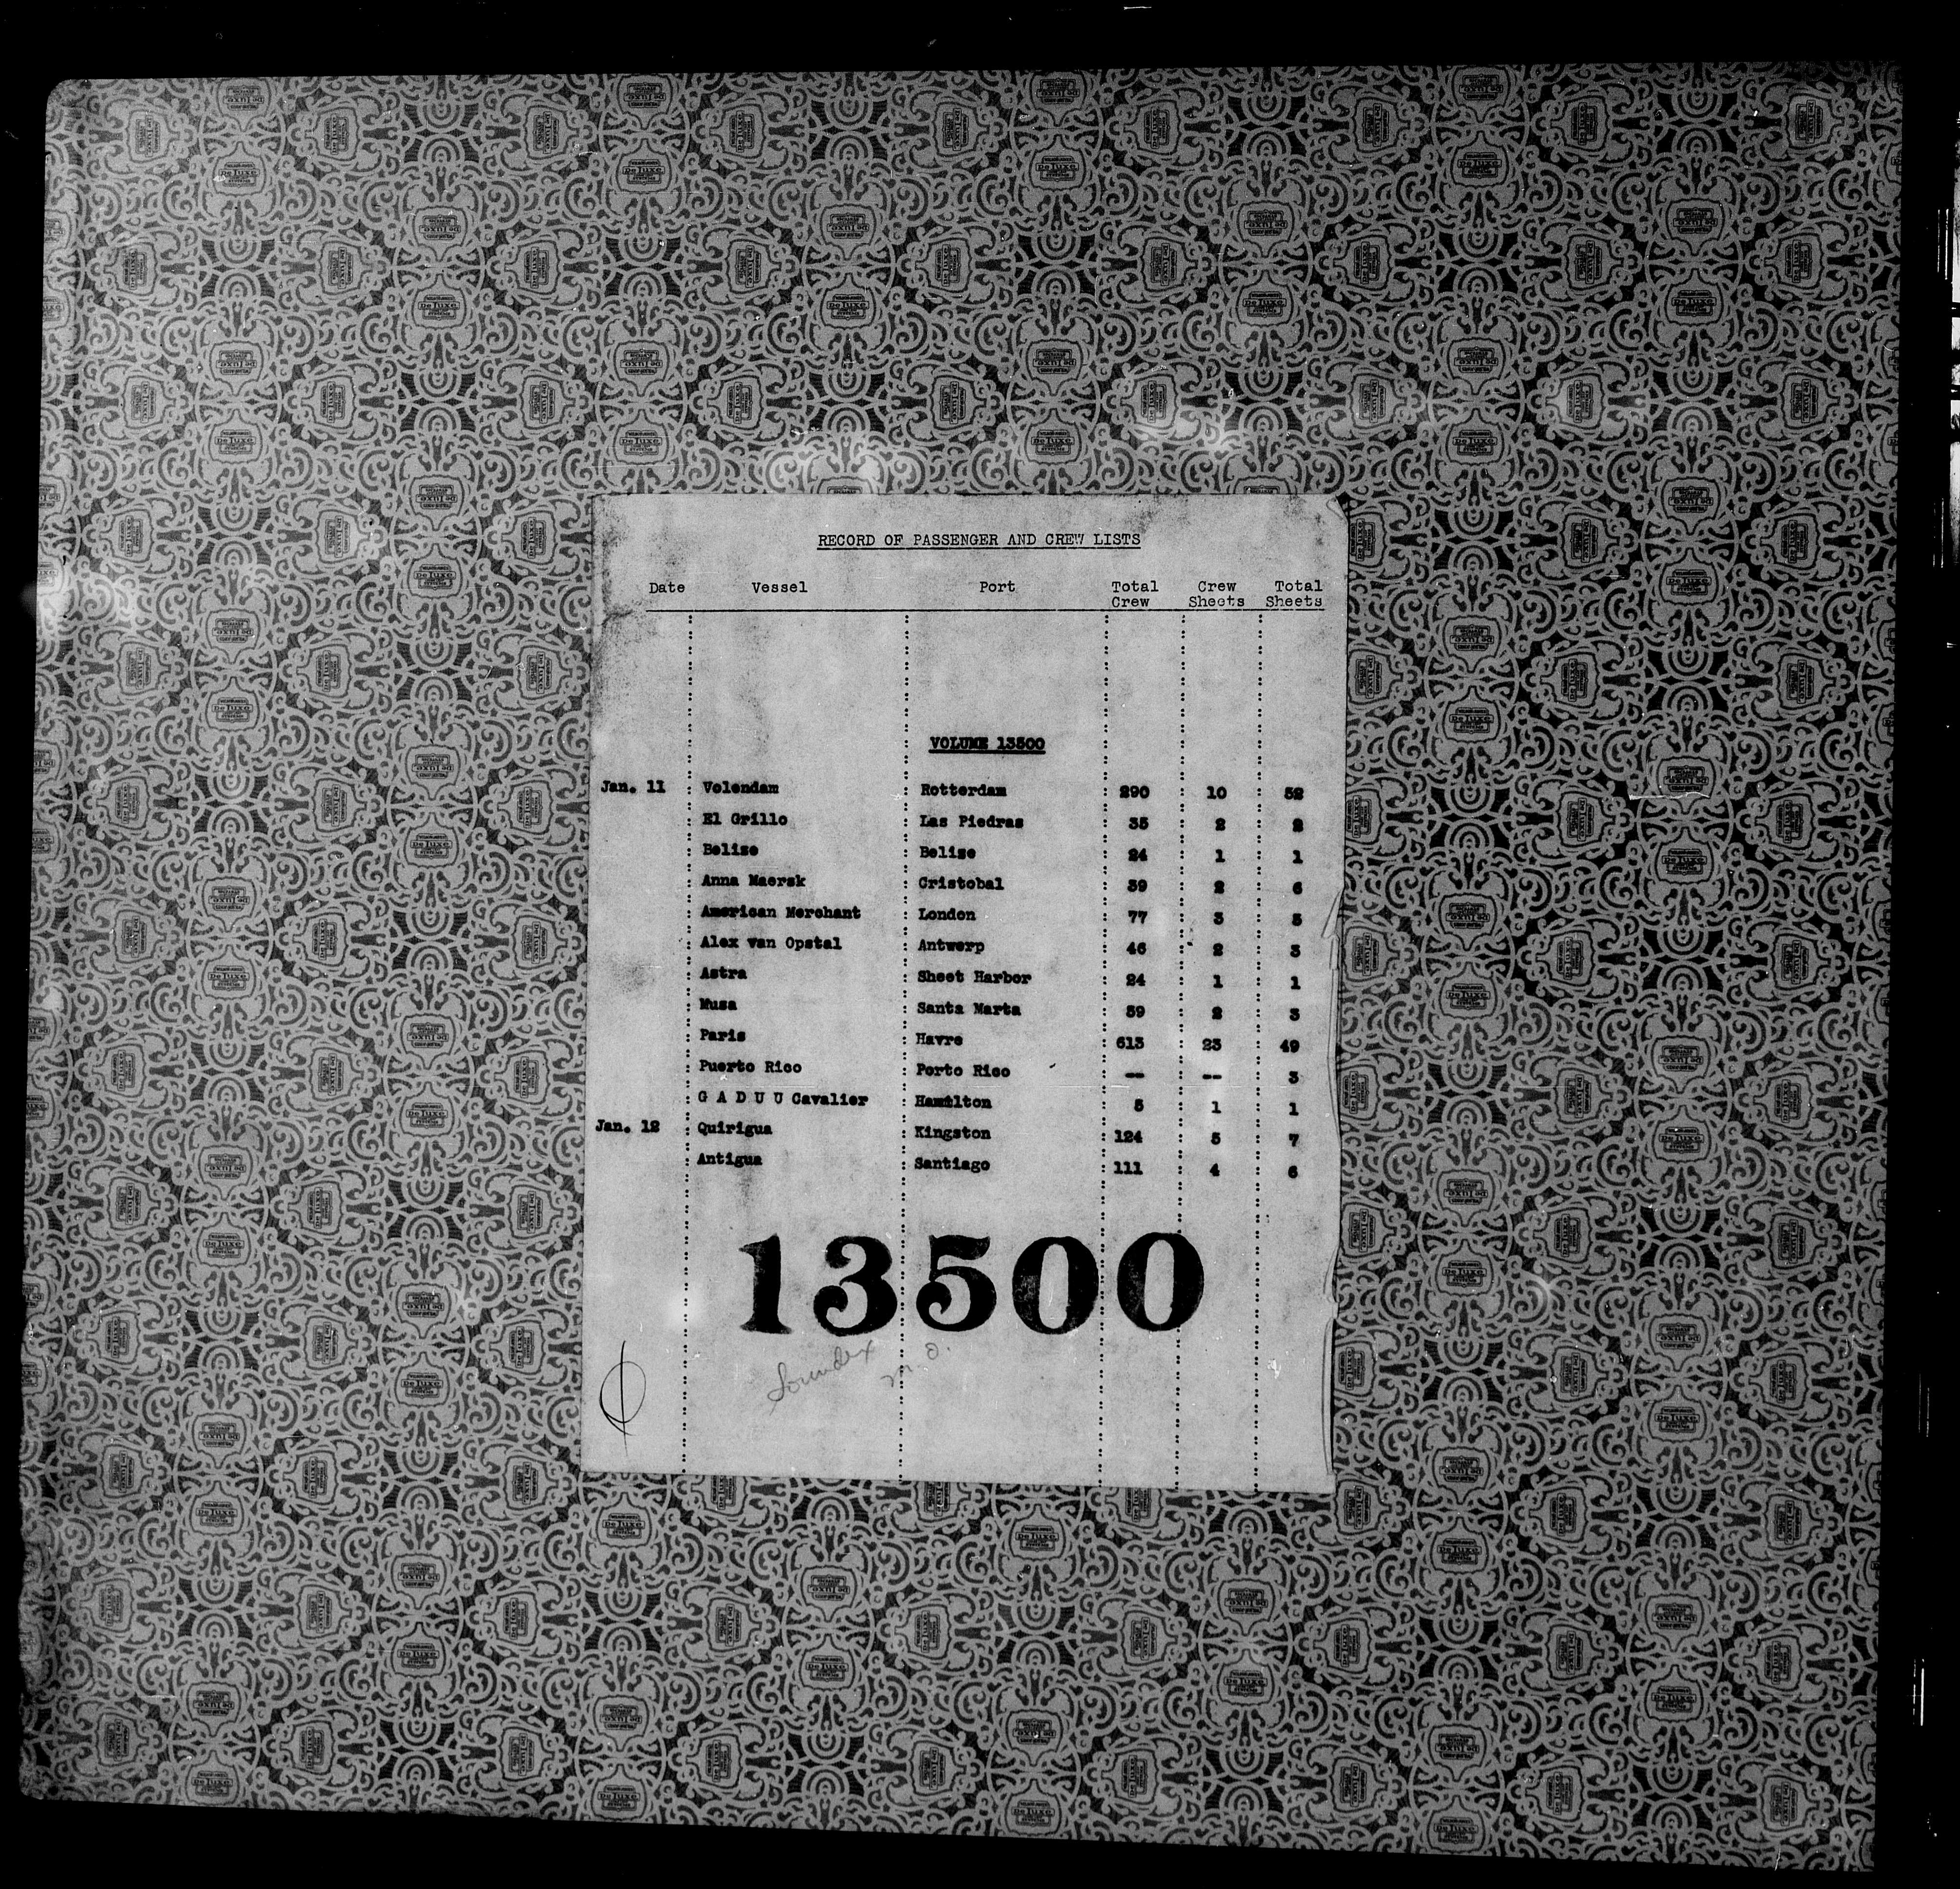 RECORD OF PASSENGER AND CREW LISTS
Date Vessel Port Total Crew Crew Sheets Total Sheets
VOLUME 13500
Jan. 11 Volendam Rotterdam 290 10 52
El Grillo Las Piedras 35 2 2
Belize Belize 24 1 1
Anna Maersk Cristobal 39 2 6
American Merchant London 77 3 5
Alex van Opstal Antwerp 46 2 3
Astra Sheet Harbor 24 1 1
Musa Santa Marta 59 2 3
Paris Havre 613 23 49
Puerto Rico Porto Rico -- -- 3
G A D U U Cavalier Hamilton 5 1 1
Jan. 12 Quirigua Kingston 124 5 7
Antigua Santiago 111 4 6
13500
m.o.
De Luxe